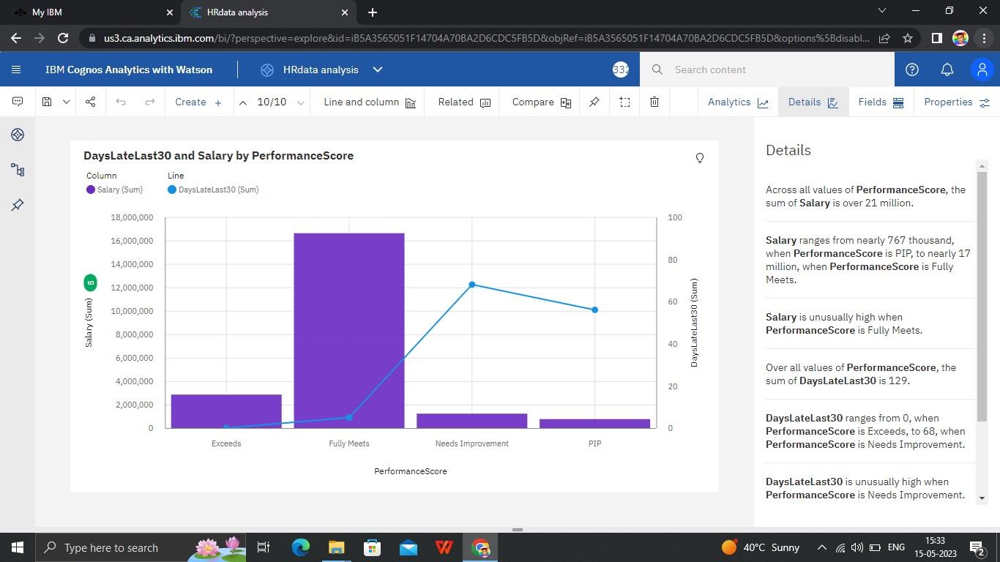 My IBM
HRdata analysis
us3.ca.analytics.ibm.com/bi/?perspective=explore&id=iB5A3565051F14704A70BA2D6CDC5FB5D&objRef=iB5A3565051F14704A70BA2D6CDC5FB5D&options%5Bdisabl...
IBM Cognos Analytics with Watson
HRdata analysis
332
Search content
Create +
10/10
Line and column
Related
Compare
Analytics
Details
Fields
Properties
DaysLateLast30 and Salary by PerformanceScore
Column
Line
Salary (Sum)
DaysLateLast30 (Sum)
18,000,000
16,000,000
14,000,000
12,000,000
10,000,000
8,000,000
6,000,000
4,000,000
2,000,000
0
5
Salary (Sum)
100
80
60
40
20
0
DaysLateLast30 (Sum)
Exceeds
Fully Meets
Needs Improvement
PIP
PerformanceScore
Details
Across all values of PerformanceScore, the
sum of Salary is over 21 million.
Salary ranges from nearly 767 thousand,
when PerformanceScore is PIP, to nearly 17
million, when PerformanceScore is Fully
Meets.
Salary is unusually high when
PerformanceScore is Fully Meets.
Over all values of PerformanceScore, the
sum of DaysLateLast30 is 129.
DaysLateLast30 ranges from 0, when
PerformanceScore is Exceeds, to 68, when
PerformanceScore is Needs Improvement.
DaysLateLast30 is unusually high when
PerformanceScore is Needs Improvement.
Type here to search
40°C Sunny
ENG
15:33
15-05-2023
2